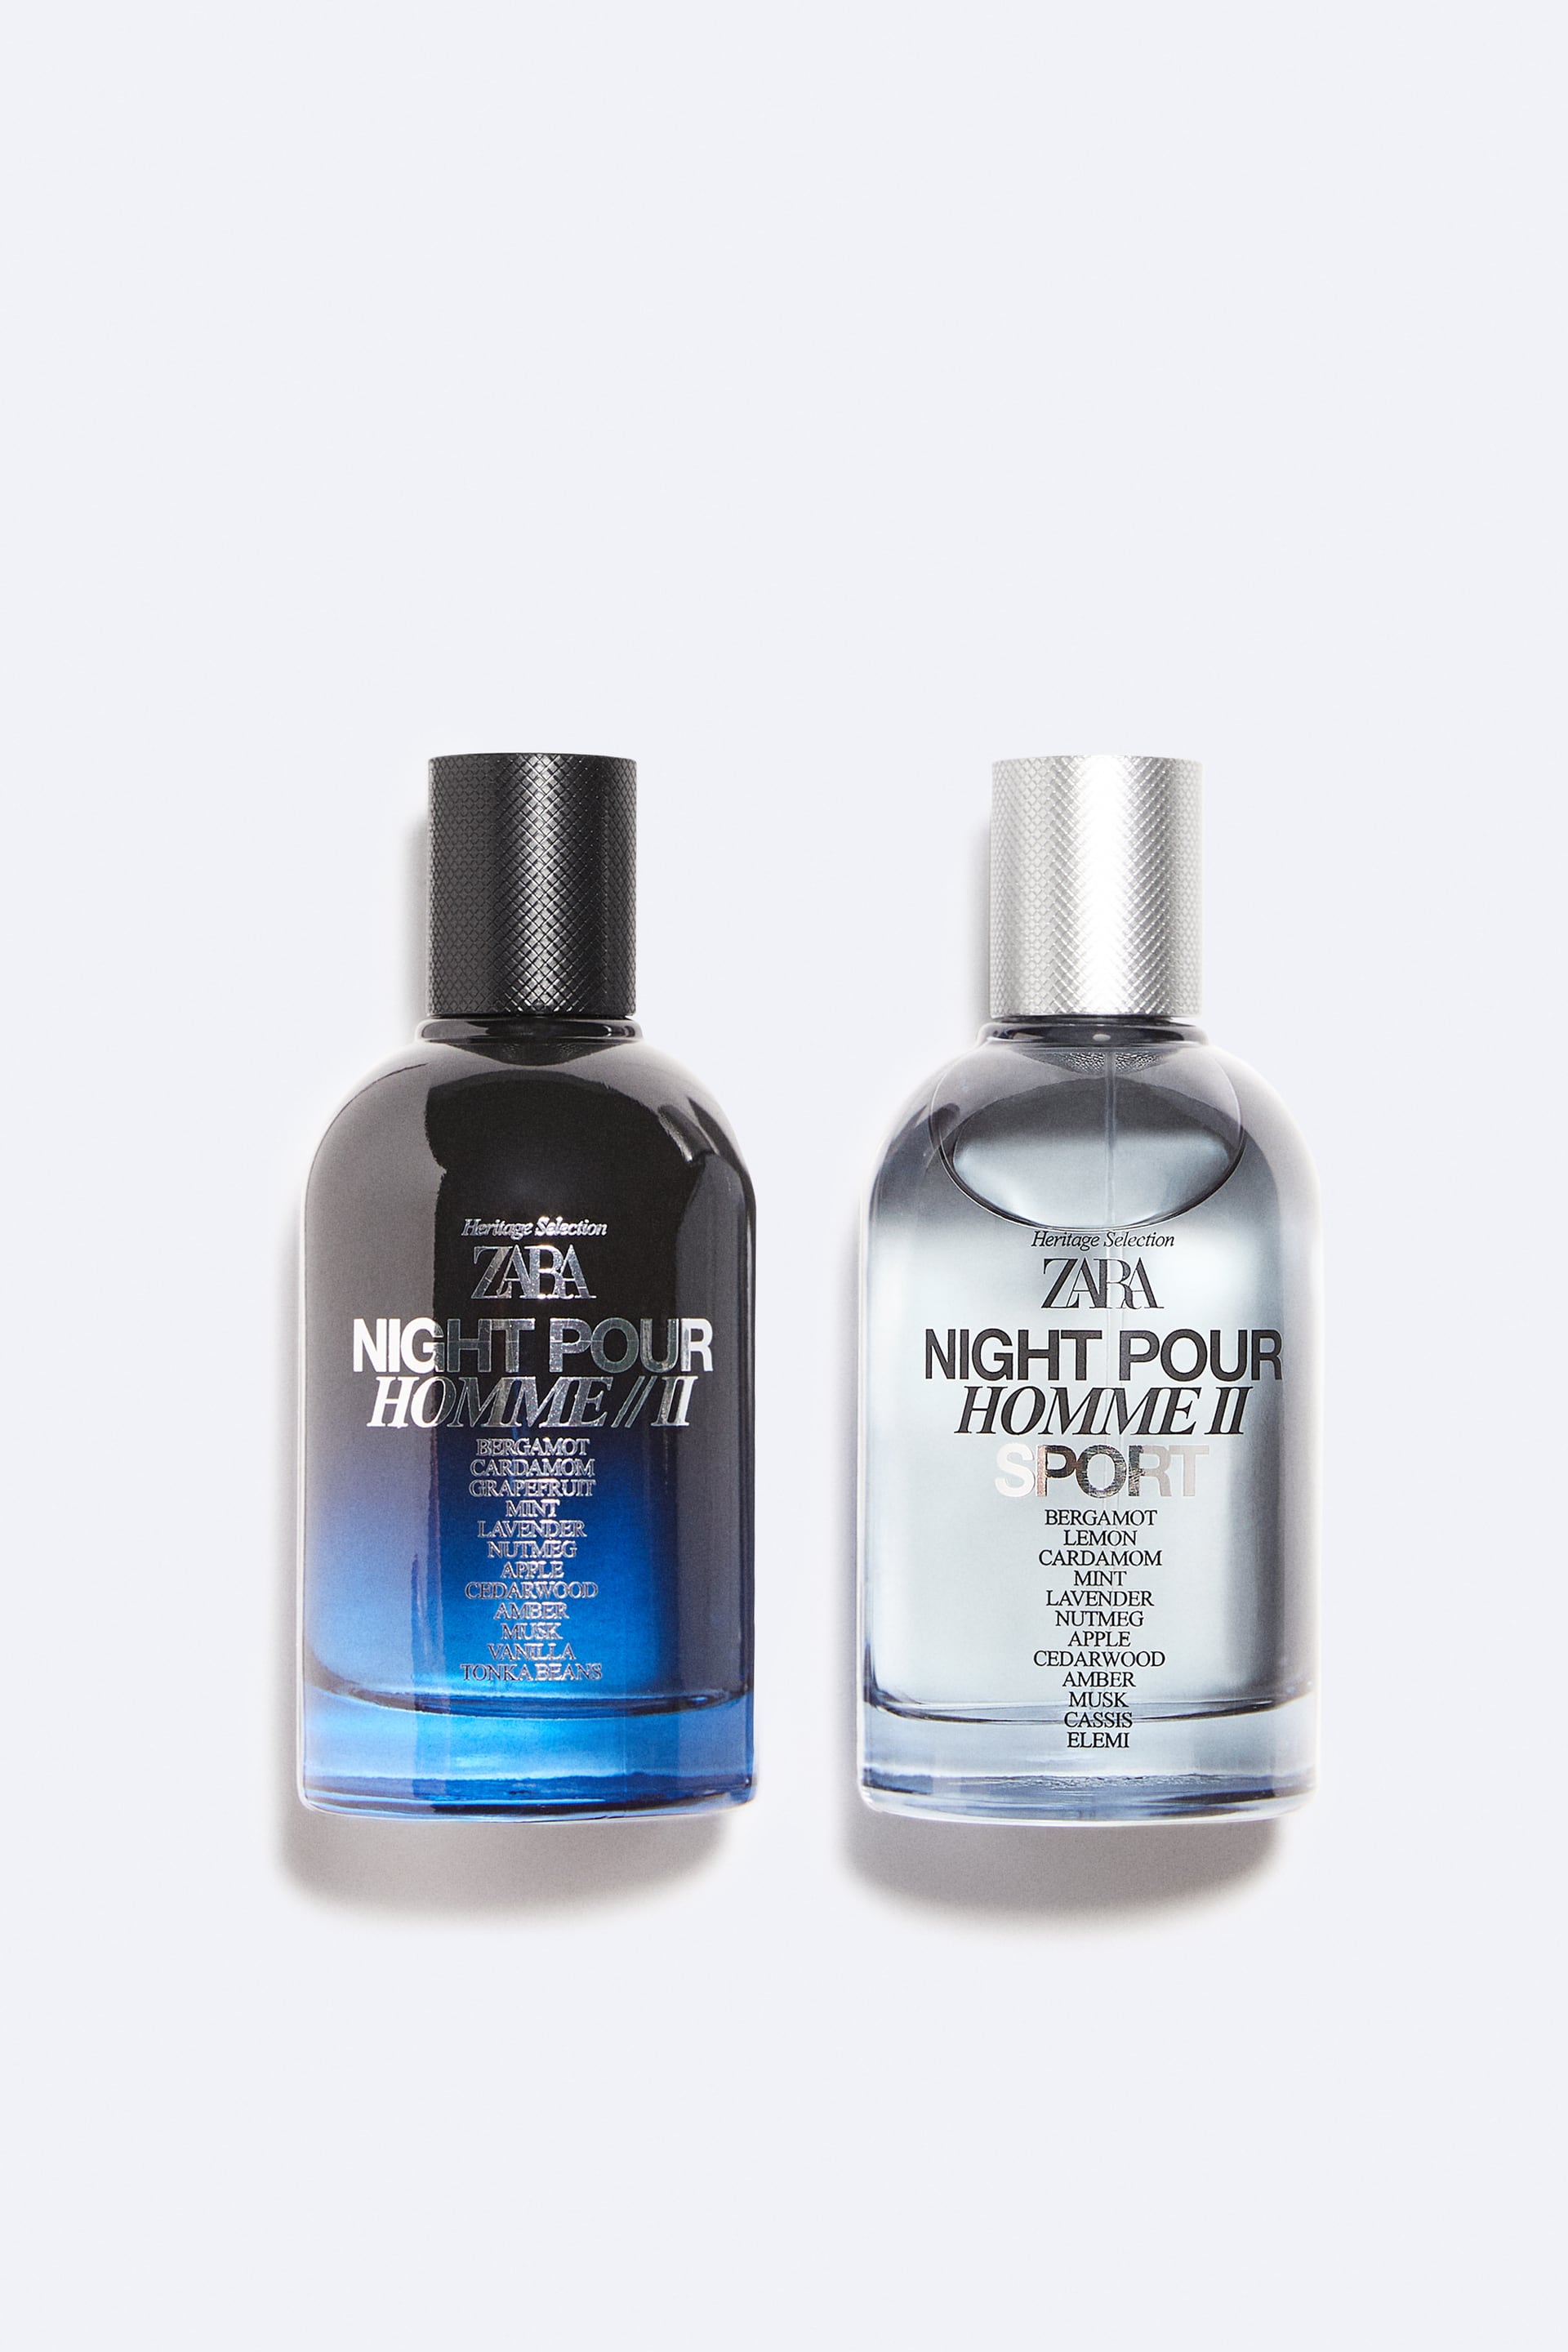 Heritage Selection
ZARA
NIGHT POUR
HOMME // II
BERGAMOT
CARDAMOM
GRAPEFRUIT
MINT
LAVENDER
NUTMEG
APPLE
CEDARWOOD
AMBER
MUSK
VANILLA
TONKA BEANS
Heritage Selection
ZARA
NIGHT POUR
HOMME II
SPORT
BERGAMOT
LEMON
CARDAMOM
MINT
LAVENDER
NUTMEG
APPLE
CEDARWOOD
AMBER
MUSK
CASSIS
ELEMI